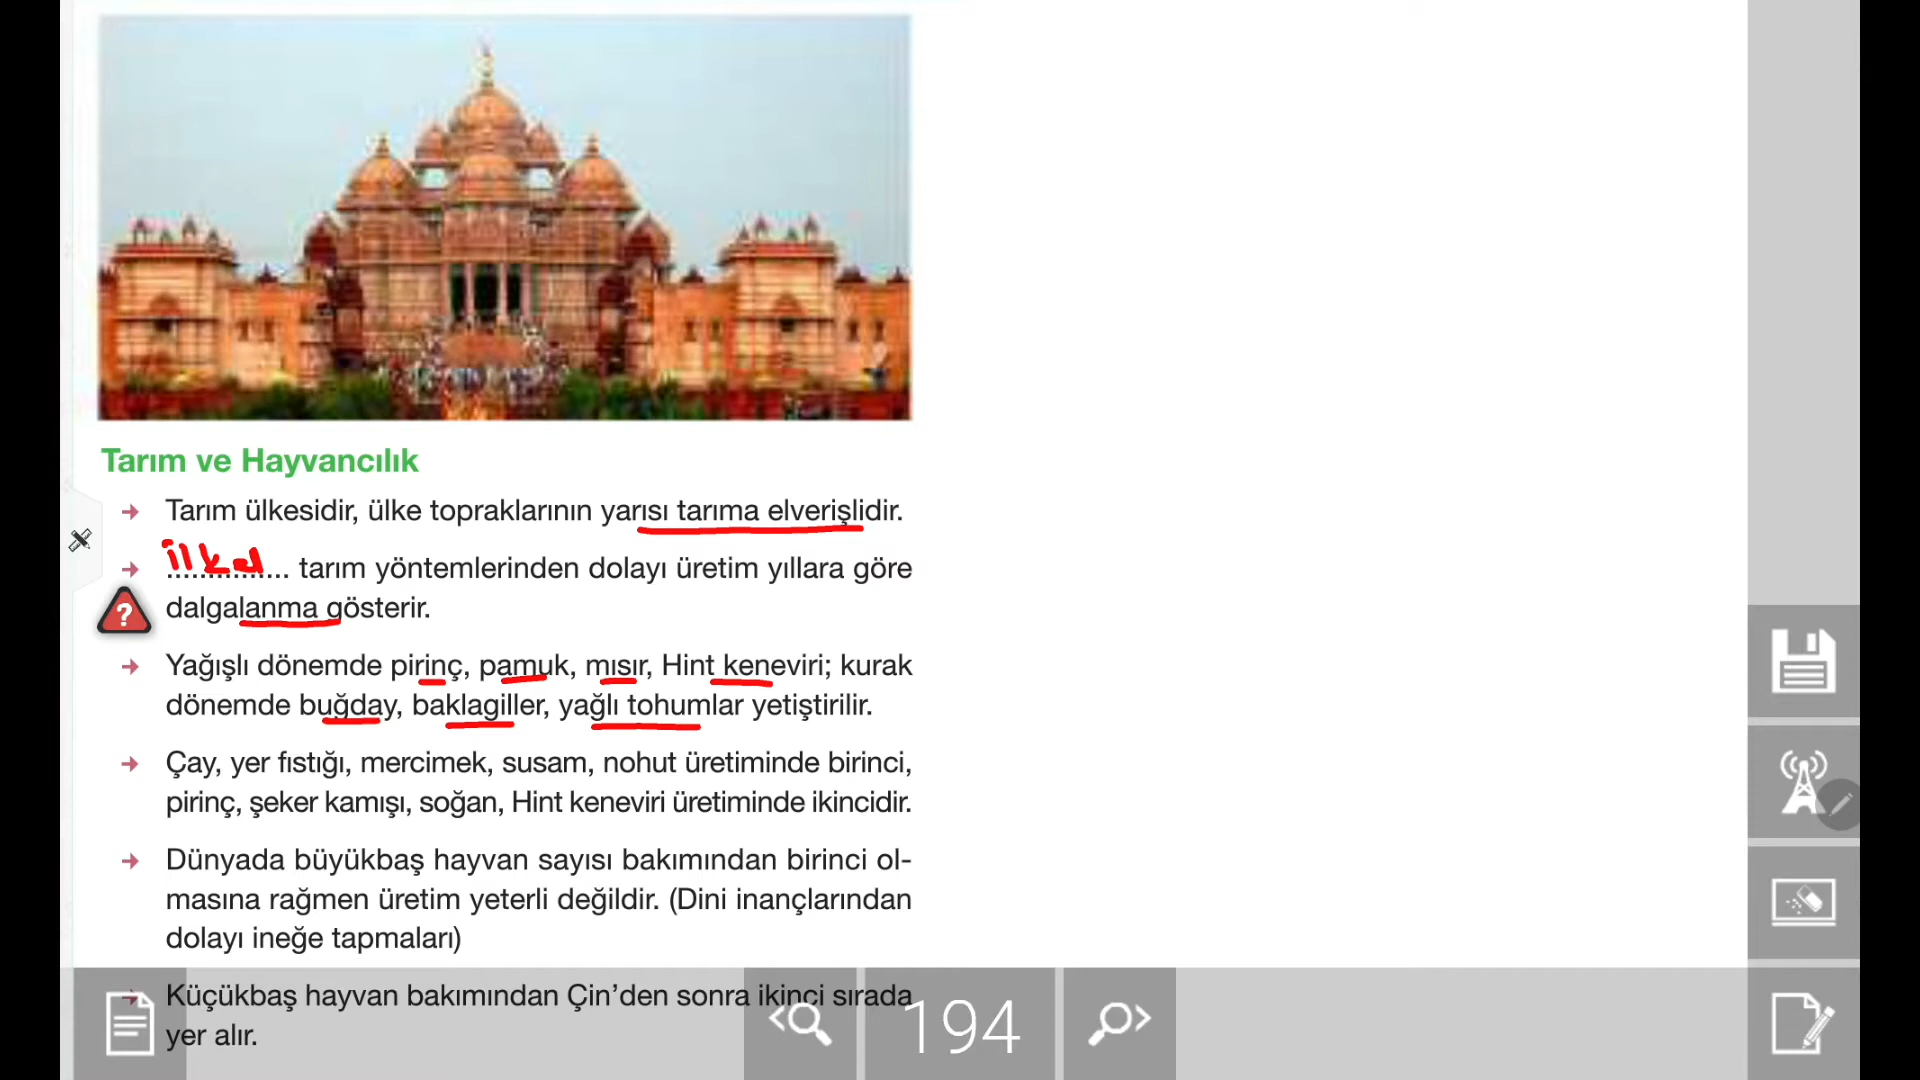 Tarım ve Hayvancılık
→ Tarım ülkesidir, ülke topraklarının yarısı tarıma elverişlidir.
→ ilkel tarım yöntemlerinden dolayı üretim yıllara göre
? dalgalanma gösterir.
→ Yağışlı dönemde pirinç, pamuk, mısır, Hint keneviri; kurak
dönemde buğday, baklagiller, yağlı tohumlar yetiştirilir.
→ Çay, yer fıstığı, mercimek, susam, nohut üretiminde birinci,
pirinç, şeker kamışı, soğan, Hint keneviri üretiminde ikincidir.
→ Dünyada büyükbaş hayvan sayısı bakımından birinci ol-
masına rağmen üretim yeterli değildir. (Dini inançlarından
dolayı ineğe tapmaları)
→ Küçükbaş hayvan bakımından Çin’den sonra ikinci sırada
yer alır.
194